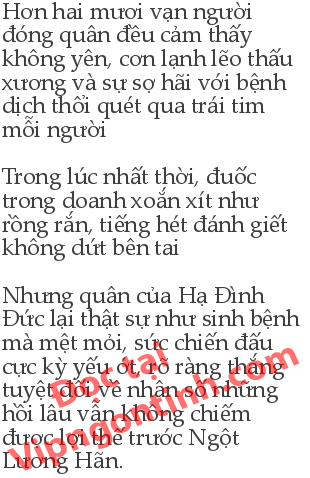 Hơn hai mươi vạn người
đóng quân đều cảm thấy
không yên, cơn lạnh lẽo thấu
xương và sự sợ hãi với bệnh
dịch thổi quét qua trái tim
mỗi người
Trong lúc nhất thời, đuốc
trong doanh xoắn xít như
rồng rắn, tiếng hét đánh giết
không dứt bên tai
Nhưng quân của Hạ Đình
Đức lại thật sự như sinh bệnh
mà mệt mỏi, sức chiến đấu
cực kỳ yếu ớt, rõ ràng thắng
tuyệt đối về nhân số nhưng
hồi lâu vẫn không chiếm
được lợi thế trước Ngột
Lương Hãn.
Đọc tại
Vipngontinh.com